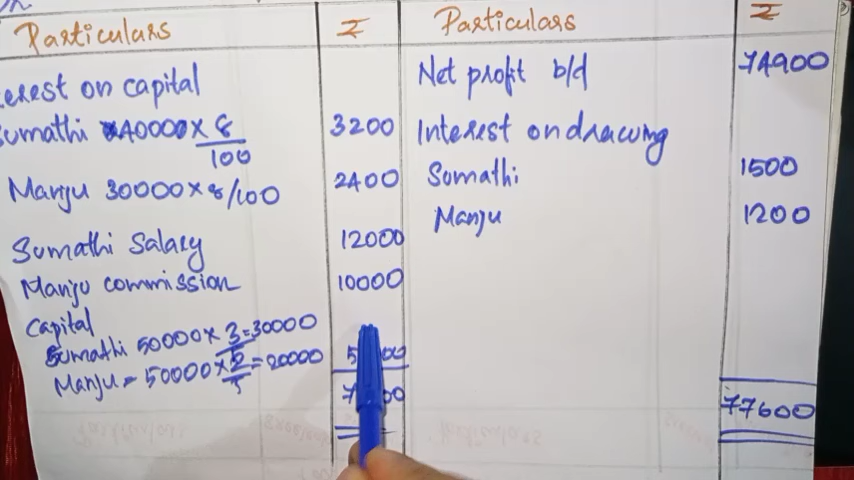 Particulars ₹ Particulars ₹
erest on capital
Net profit b/d 74900
umathi 40000 × 8/100 3200
Interest on drawing
Manju 30000 × 8/100 2400
Sumathi 1500
Manju 1200
Sumathi Salary 12000
Manju commission 10000
Capital
Sumathi 50000 × 3/5 = 30000
Manju - 50000 × 2/5 = 20000
77600